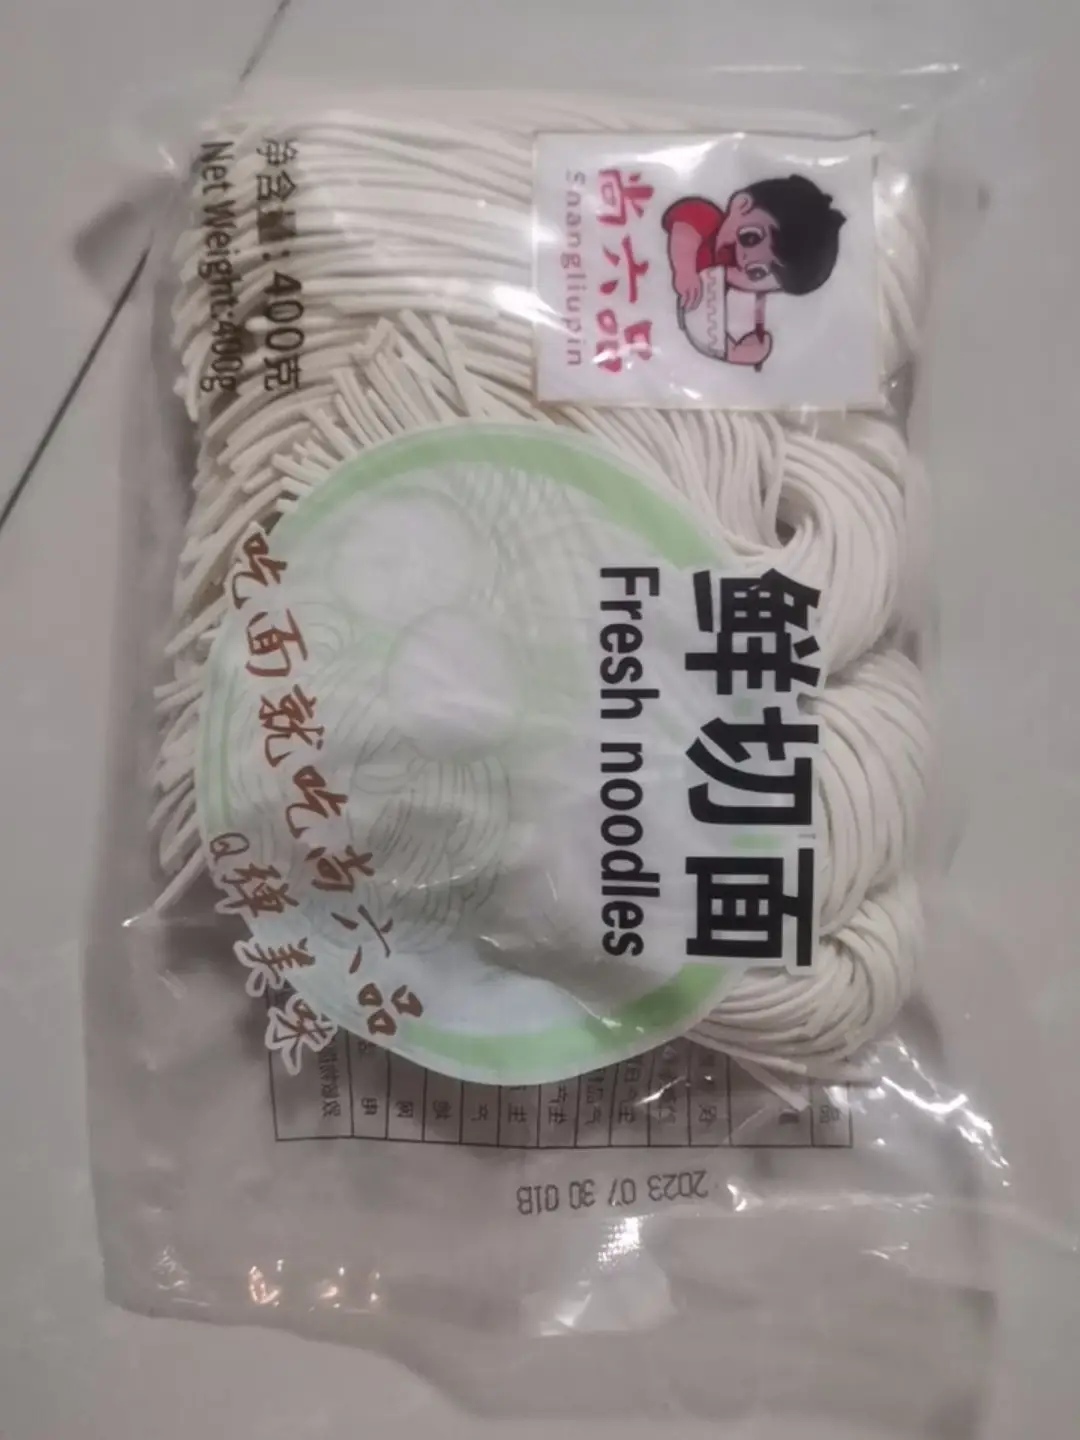 尚六品
Shangliupin
净含量:400克
Net Weight:400g
鲜切面
Fresh noodles
吃面就吃尚六品
Q弹美味
2023 07 30 01B